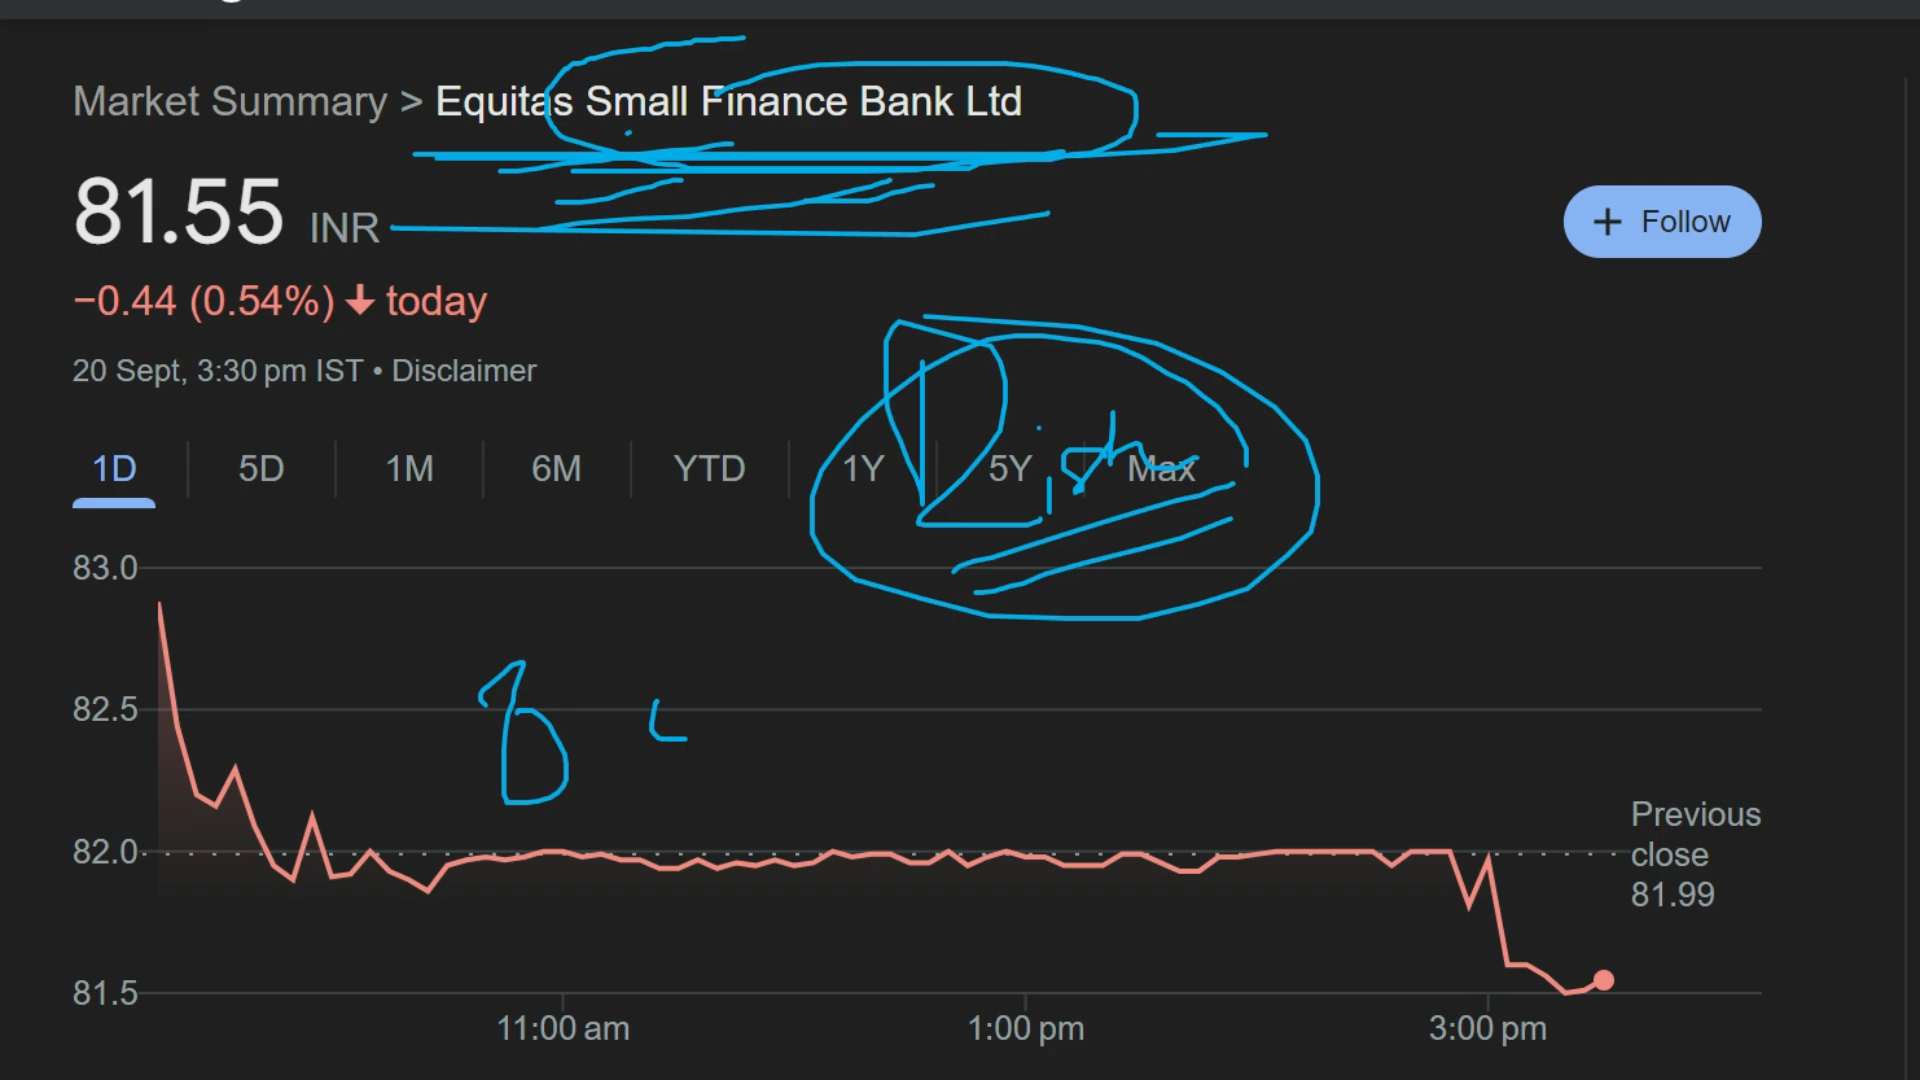 Market Summary > Equitas Small Finance Bank Ltd
81.55 INR
+ Follow
−0.44 (0.54%) ↓ today
20 Sept, 3:30 pm IST • Disclaimer
1D 5D 1M 6M YTD 1Y 5Y Max
83.0
82.5
82.0
Previous
close
81.99
81.5
11:00 am 1:00 pm 3:00 pm